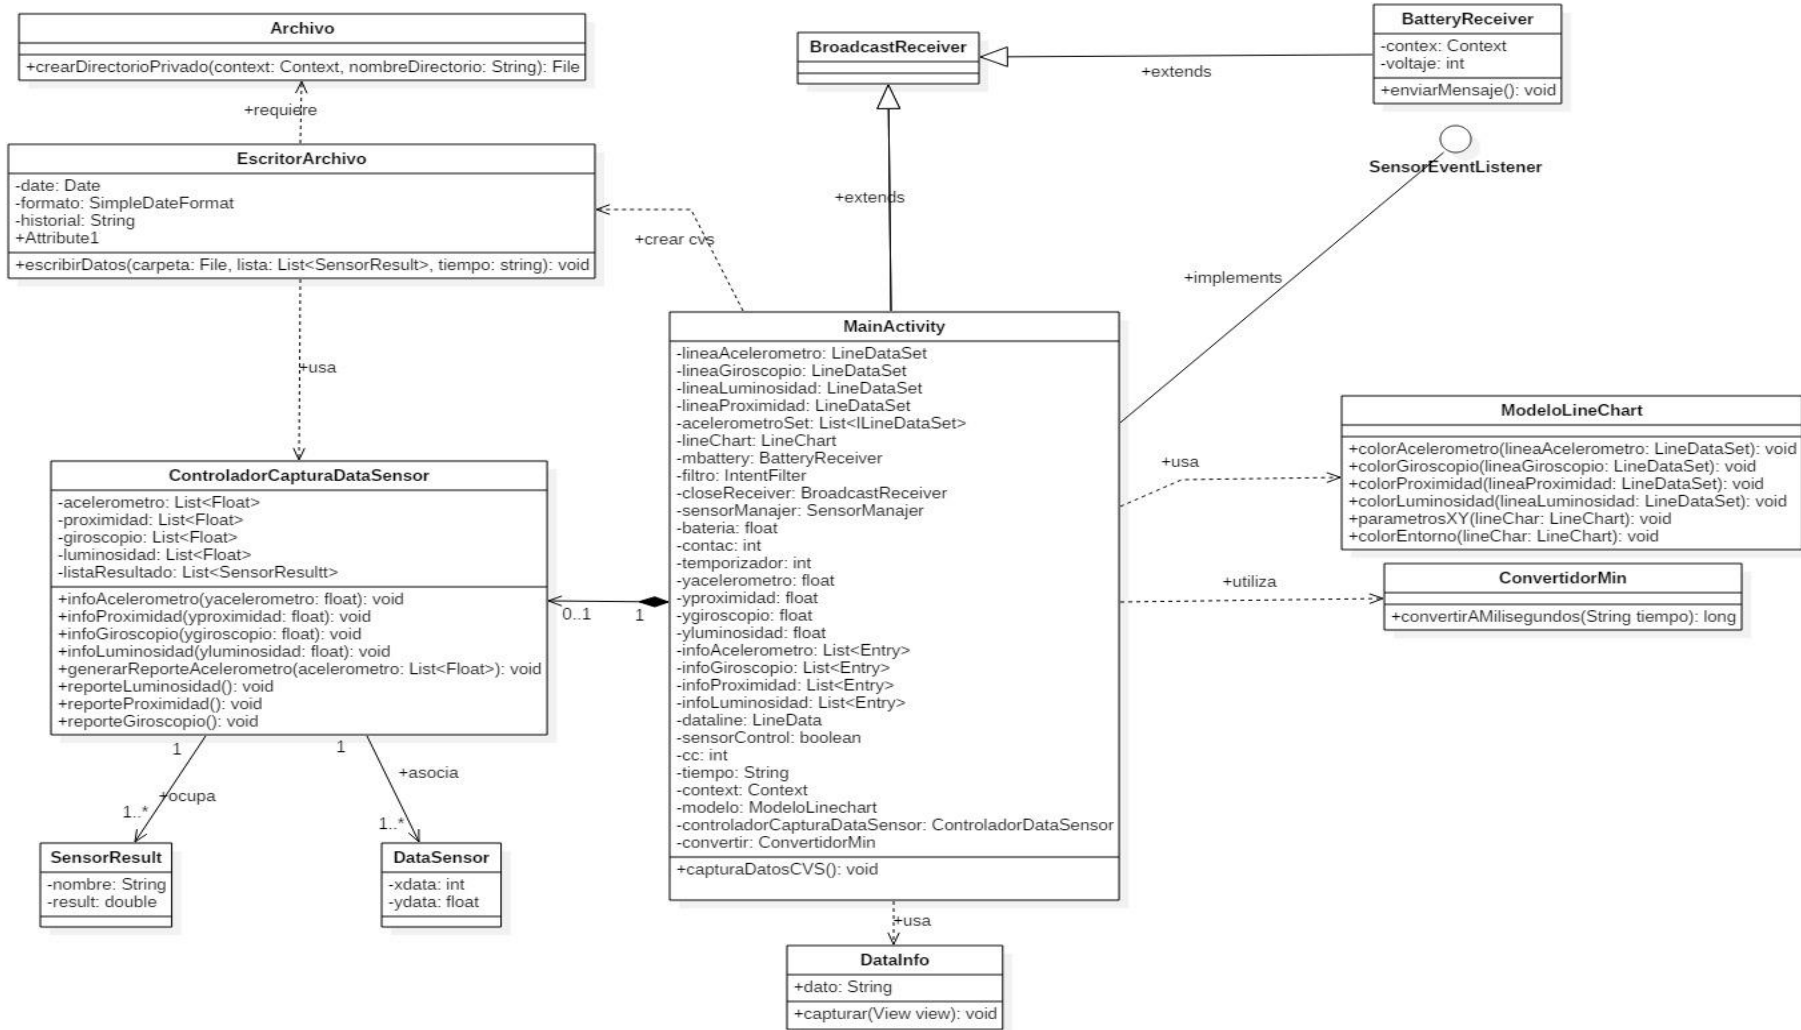 Archivo
+crearDirectorioPrivado(context: Context, nombreDirectorio: String): File
+requiere
EscritorArchivo
-date: Date
-formato: SimpleDateFormat
-historial: String
+Attribute1
+escribirDatos(carpeta: File, lista: List<SensorResult>, tiempo: string): void
+usa
+crear cvs
BroadcastReceiver
+extends
BatteryReceiver
-contex: Context
-voltaje: int
+enviarMensaje(): void
+extends
SensorEventListener
+implements
MainActivity
-lineaAcelerometro: LineDataSet
-lineaGiroscopio: LineDataSet
-lineaLuminosidad: LineDataSet
-lineaProximidad: LineDataSet
-acelerometroSet: List<ILineDataSet>
-lineChart: LineChart
-mbattery: BatteryReceiver
-filtro: IntentFilter
-closeReceiver: BroadcastReceiver
-sensorManajer: SensorManajer
-bateria: float
-contac: int
-temporizador: int
-yacelerometro: float
-yproximidad: float
-ygiroscopio: float
-yluminosidad: float
-infoAcelerometro: List<Entry>
-infoGiroscopio: List<Entry>
-infoProximidad: List<Entry>
-infoLuminosidad: List<Entry>
-dataline: LineData
-sensorControl: boolean
-cc: int
-tiempo: String
-context: Context
-modelo: ModeloLinechart
-controladorCapturaDataSensor: ControladorDataSensor
-convertir: ConvertidorMin
+capturaDatosCVS(): void
+usa
ModeloLineChart
+colorAcelerometro(lineaAcelerometro: LineDataSet): void
+colorGiroscopio(lineaGiroscopio: LineDataSet): void
+colorProximidad(lineaProximidad: LineDataSet): void
+colorLuminosidad(lineaLuminosidad: LineDataSet): void
+parametrosXY(lineChar: LineChart): void
+colorEntorno(lineChar: LineChart): void
+utiliza
ConvertidorMin
+convertirAMilisegundos(String tiempo): long
ControladorCapturaDataSensor
-acelerometro: List<Float>
-proximidad: List<Float>
-giroscopio: List<Float>
-luminosidad: List<Float>
-listaResultado: List<SensorResultt>
+infoAcelerometro(yacelerometro: float): void
+infoProximidad(yproximidad: float): void
+infoGiroscopio(ygiroscopio: float): void
+infoLuminosidad(yluminosidad: float): void
+generarReporteAcelerometro(acelerometro: List<Float>): void
+reporteLuminosidad(): void
+reporteProximidad(): void
+reporteGiroscopio(): void
0..1
1
1
+ocupa
1..*
1
+asocia
1..*
SensorResult
-nombre: String
-result: double
DataSensor
-xdata: int
-ydata: float
+usa
DataInfo
+dato: String
+capturar(View view): void